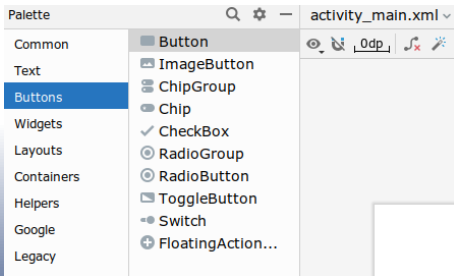 Palette
activity_main.xml
Common
Text
Buttons
Widgets
Layouts
Containers
Helpers
Google
Legacy
Button
ImageButton
ChipGroup
Chip
CheckBox
RadioGroup
RadioButton
ToggleButton
Switch
FloatingAction...
0dp